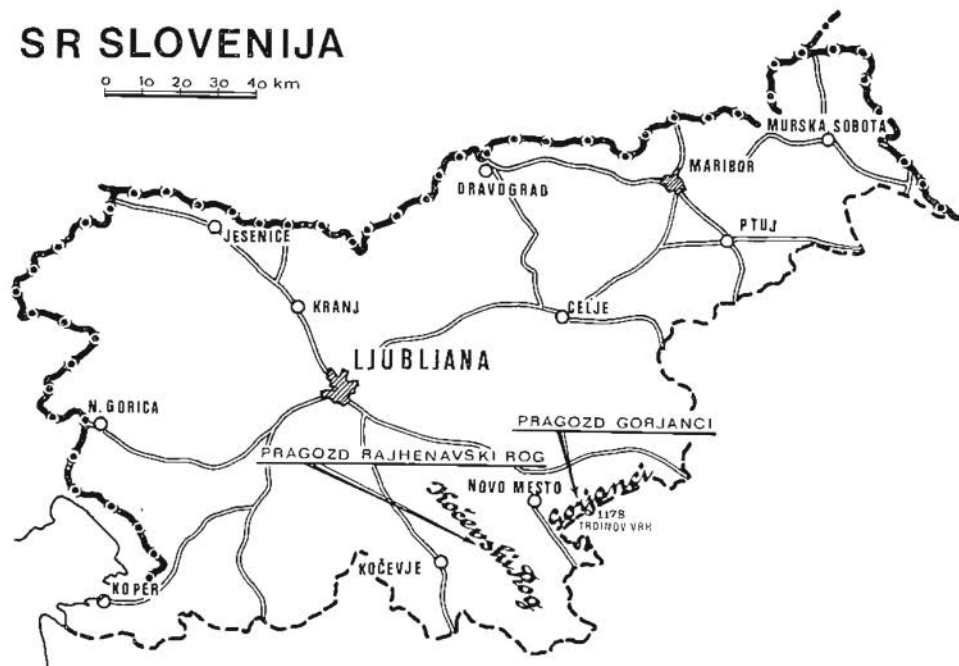 SR SLOVENIJA
0 10 20 30 40 km
MURSKA SOBOTA
MARIBOR
DRAVOGRAD
PTUJ
JESENICE
KRANJ
CELJE
LJUBLJANA
N. GORICA
PRAGOZD GORJANCI
PRAGOZD RAJHENAVSKI ROG
NOVO MESTO
Gorjanci
1178
TRDINOV VRH
Kočevski Rog
KOČEVJE
KOPER